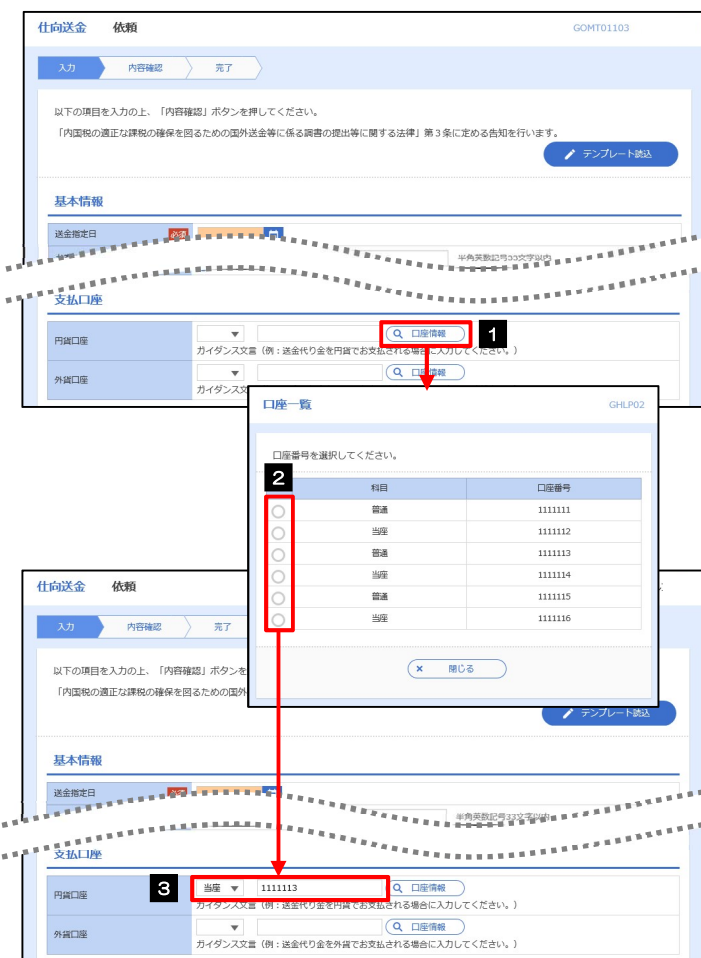 仕向送金 依頼 GOMT01103
入力 内容確認 完了
以下の項目を入力の上、「内容確認」ボタンを押してください。
「内国税の適正な課税の確保を図るための国外送金等に係る調書の提出等に関する法律」第3条に定める告知を行います。
テンプレート読込
基本情報
送金指定日 必須
半角英数記号33文字以内
支払口座
円貨口座 口座情報 1
ガイダンス文言（例：送金代り金を円貨でお支払される場合に入力してください。）
外貨口座 口座情報
ガイダンス文
口座一覧 GHLP02
口座番号を選択してください。
2
科目 口座番号
普通 1111111
当座 1111112
普通 1111113
当座 1111114
普通 1111115
当座 1111116
× 閉じる
仕向送金 依頼
入力 内容確認 完了
以下の項目を入力の上、「内容確認」ボタンを
「内国税の適正な課税の確保を図るための国外
テンプレート読込
基本情報
送金指定日 必須
半角英数記号33文字以内
支払口座
円貨口座 3 当座 1111113 口座情報
ガイダンス文言（例：送金代り金を円貨でお支払される場合に入力してください。）
外貨口座 口座情報
ガイダンス文言（例：送金代り金を外貨でお支払される場合に入力してください。）